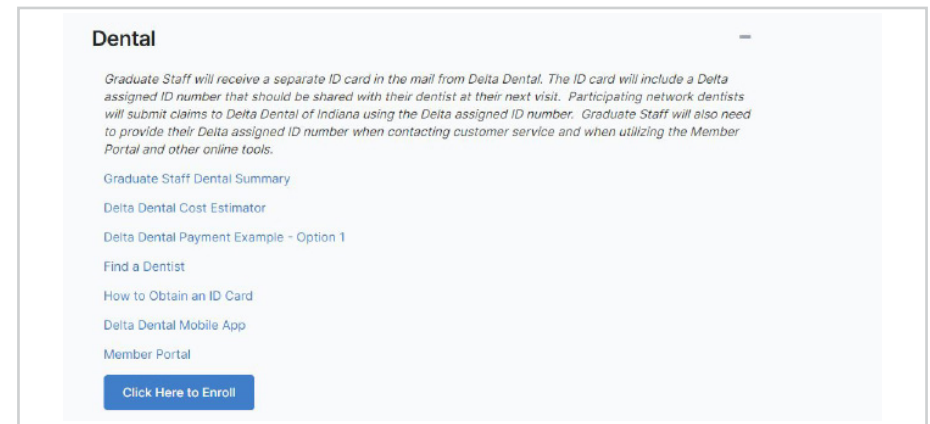 Dental
Graduate Staff will receive a separate ID card in the mail from Delta Dental. The ID card will include a Delta
assigned ID number that should be shared with their dentist at their next visit. Participating network dentists
will submit claims to Delta Dental of Indiana using the Delta assigned ID number. Graduate Staff will also need
to provide their Delta assigned ID number when contacting customer service and when utilizing the Member
Portal and other online tools.
Graduate Staff Dental Summary
Delta Dental Cost Estimator
Delta Dental Payment Example - Option 1
Find a Dentist
How to Obtain an ID Card
Delta Dental Mobile App
Member Portal
Click Here to Enroll